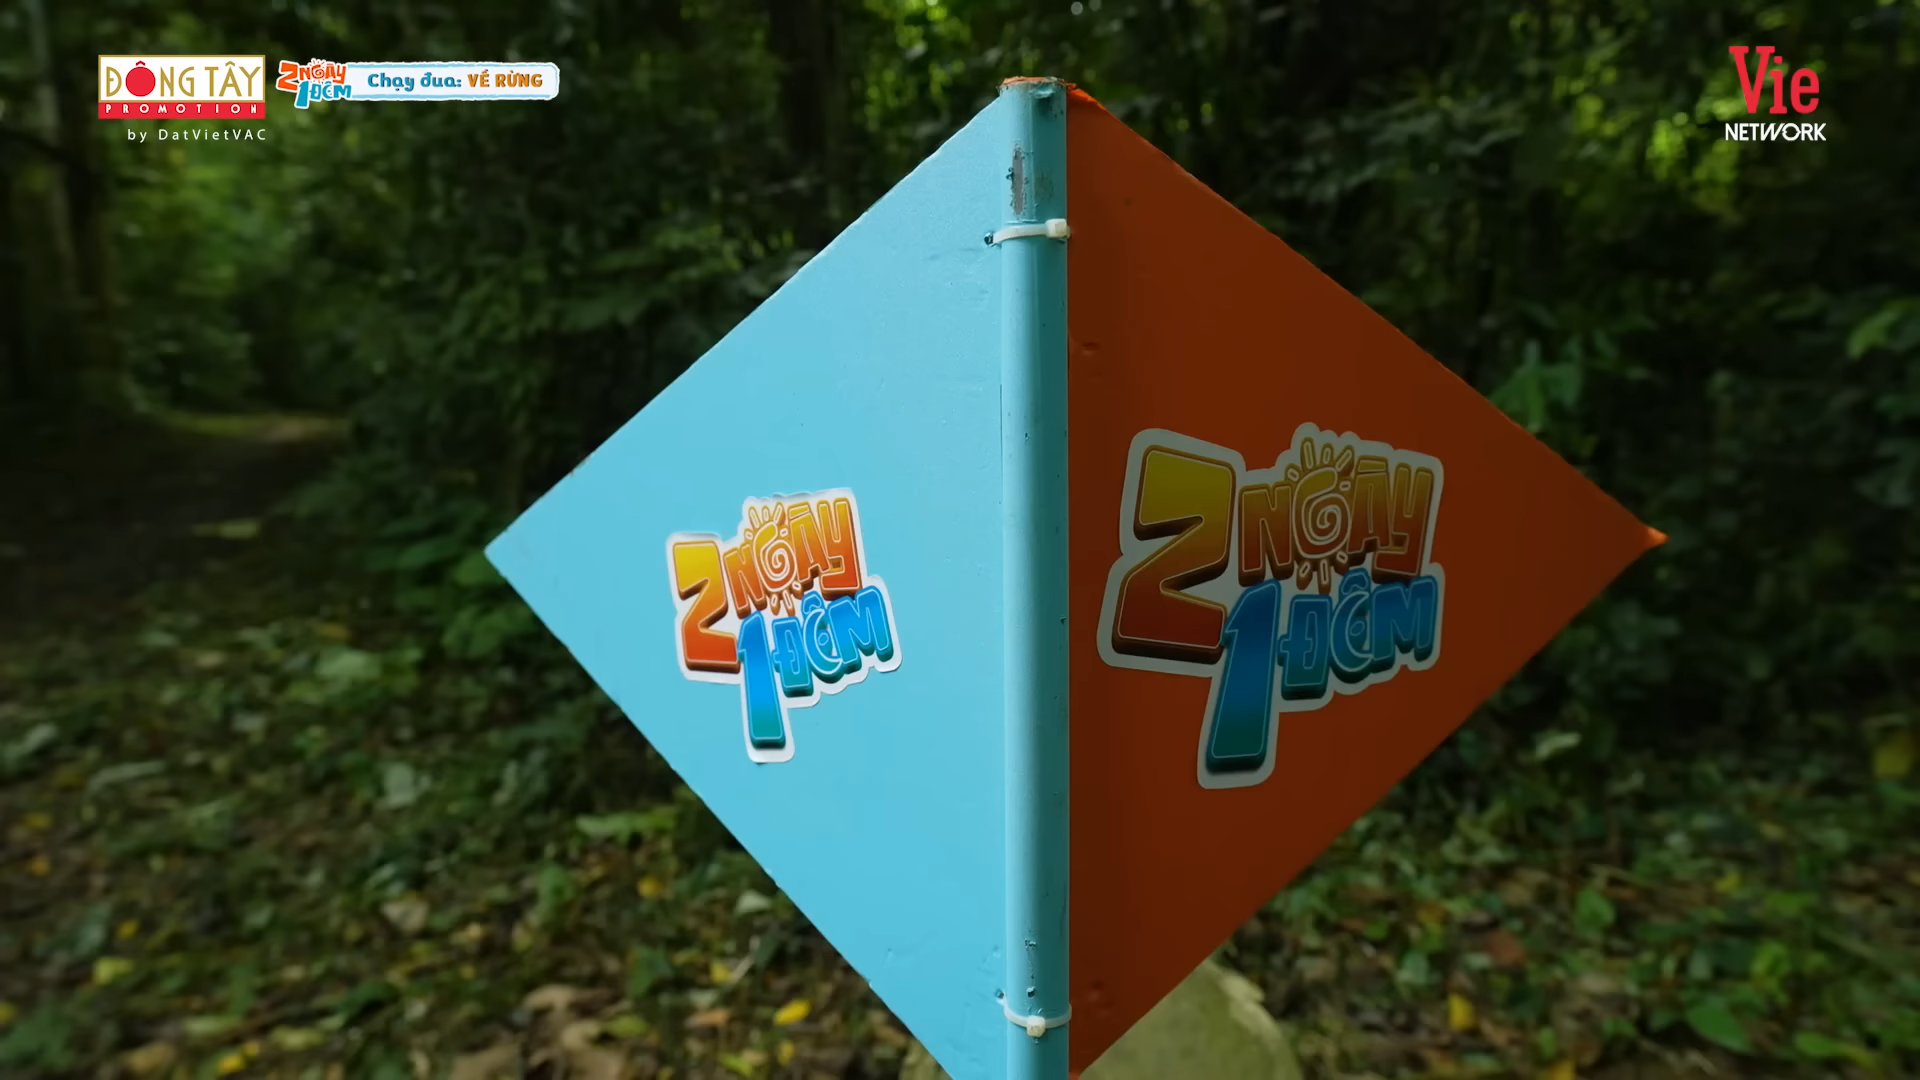 ĐÔNG TÂY
PROMOTION
by DatVietVAC
2 NGÀY
1 ĐÊM
Chạy đua: VÉ RỪNG
Vie
NETWORK
2 NGÀY
1 ĐÊM
2 NGÀY
1 ĐÊM